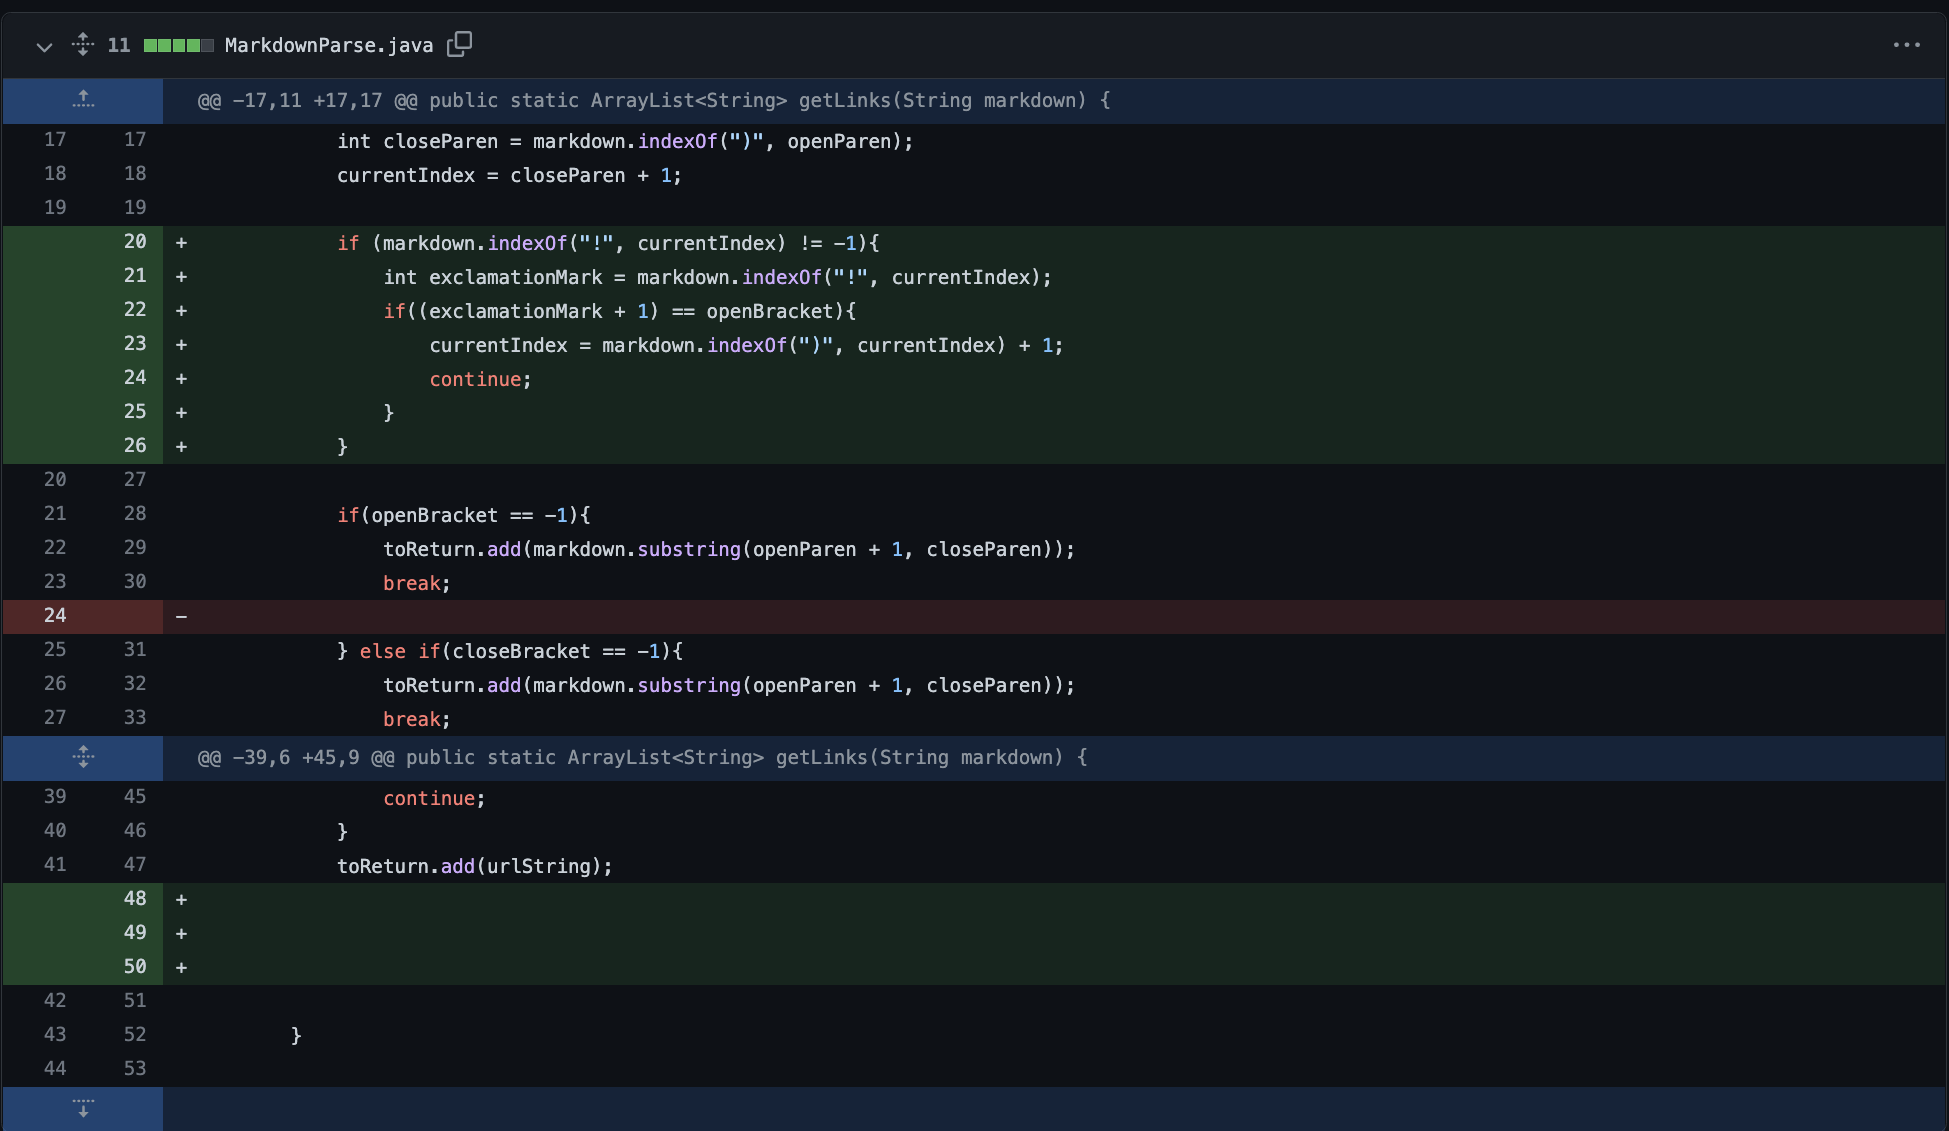 11 MarkdownParse.java
@@ -17,11 +17,17 @@ public static ArrayList<String> getLinks(String markdown) {
17 17 int closeParen = markdown.indexOf(")", openParen);
18 18 currentIndex = closeParen + 1;
19 19
20 + if (markdown.indexOf("!", currentIndex) != -1){
21 + int exclamationMark = markdown.indexOf("!", currentIndex);
22 + if((exclamationMark + 1) == openBracket){
23 + currentIndex = markdown.indexOf(")", currentIndex) + 1;
24 + continue;
25 + }
26 + }
20 27
21 28 if(openBracket == -1){
22 29 toReturn.add(markdown.substring(openParen + 1, closeParen));
23 30 break;
24 -
25 31 } else if(closeBracket == -1){
26 32 toReturn.add(markdown.substring(openParen + 1, closeParen));
27 33 break;
@@ -39,6 +45,9 @@ public static ArrayList<String> getLinks(String markdown) {
39 45 continue;
40 46 }
41 47 toReturn.add(urlString);
48 +
49 +
50 +
42 51
43 52 }
44 53